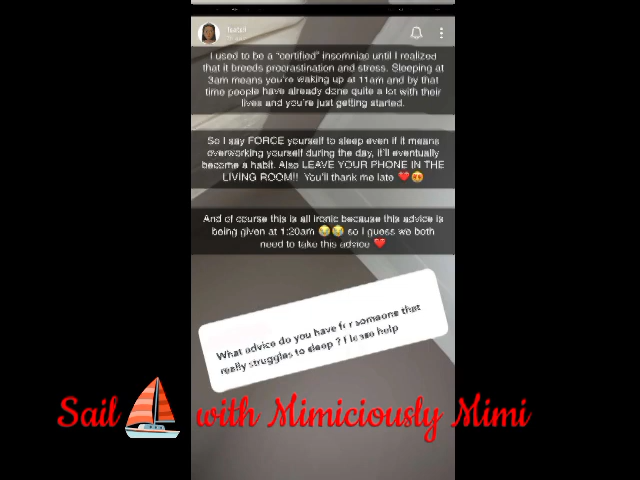 I used to be a "certified" insomniac until I realized
that it breeds procrastination and stress. Sleeping at
3am means you're waking up at 11am and by that
time people have already done quite a lot with their
lives and you're just getting started.
So I say FORCE yourself to sleep even if it means
overworking yourself during the day, it'll eventually
become a habit. Also LEAVE YOUR PHONE IN THE
LIVING ROOM!! You'll thank me late ❤️😍
And of course this is all ironic because this advice is
being given at 1:20am 😂😂 so I guess we both
need to take this advice ❤️
What advice do you have for someone that
really struggles to sleep ? Please help
Sail with Mimiciously Mimi